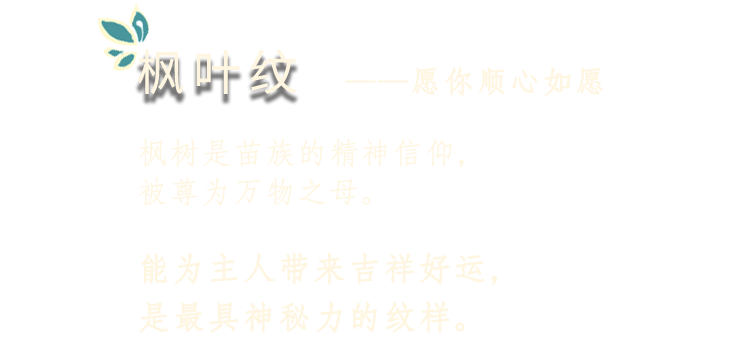 枫叶纹 ——愿你顺心如愿
枫树是苗族的精神信仰，
被尊为万物之母。
能为主人带来吉祥好运，
是最具神秘力的纹样。